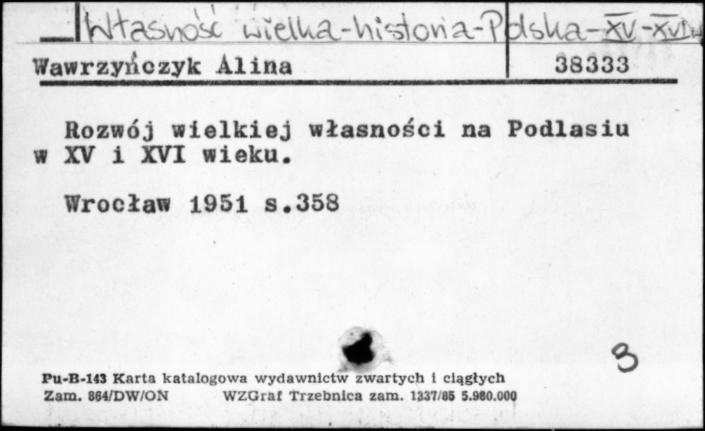 Własność wielka-historia-Polska-XV-XVIw
Wawrzyńczyk Alina 38333
Rozwój wielkiej własności na Podlasiu
w XV i XVI wieku.
Wrocław 1951 s.358
3
Pu-B-143 Karta katalogowa wydawnictw zwartych i ciągłych
Zam. 864/DW/ON WZGraf Trzebnica zam. 1337/85 5.980.000